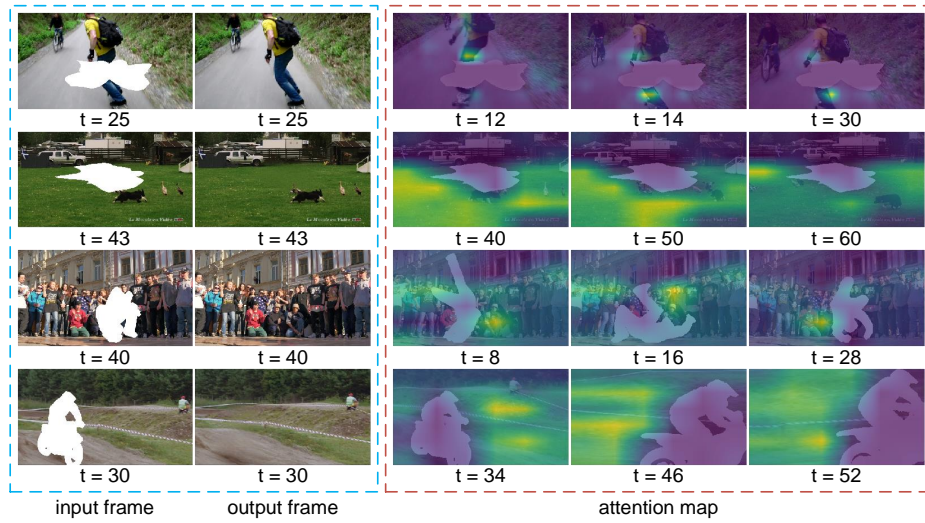 t = 25 t = 25 t = 12 t = 14 t = 30
t = 43 t = 43 t = 40 t = 50 t = 60
t = 40 t = 40 t = 8 t = 16 t = 28
t = 30 t = 30 t = 34 t = 46 t = 52
input frame output frame attention map